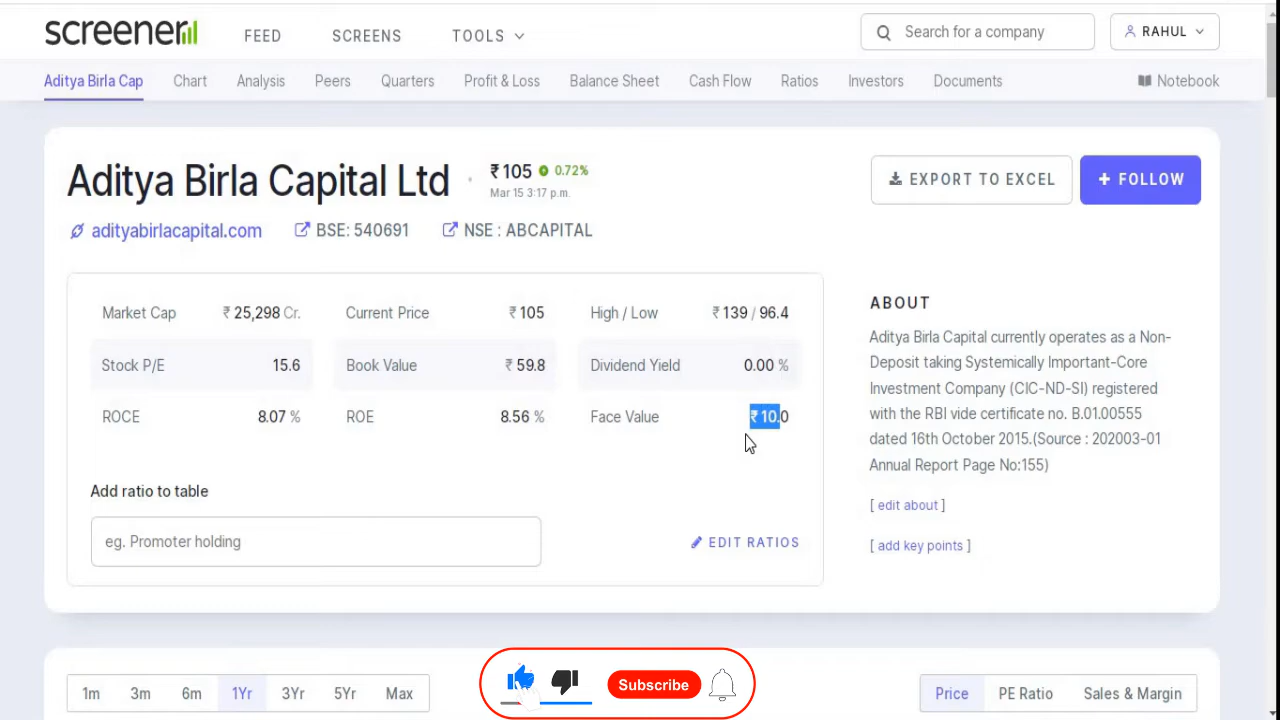 screener FEED SCREENS TOOLS Search for a company RAHUL
Aditya Birla Cap Chart Analysis Peers Quarters Profit & Loss Balance Sheet Cash Flow Ratios Investors Documents Notebook
Aditya Birla Capital Ltd ₹ 105 0.72%
Mar 15 3:17 p.m.
EXPORT TO EXCEL + FOLLOW
adityabirlacapital.com BSE: 540691 NSE : ABCAPITAL
Market Cap ₹ 25,298 Cr. Current Price ₹ 105 High / Low ₹ 139 / 96.4
Stock P/E 15.6 Book Value ₹ 59.8 Dividend Yield 0.00 %
ROCE 8.07 % ROE 8.56 % Face Value ₹ 10.0
Add ratio to table
eg. Promoter holding EDIT RATIOS
ABOUT
Aditya Birla Capital currently operates as a Non-
Deposit taking Systemically Important-Core
Investment Company (CIC-ND-SI) registered
with the RBI vide certificate no. B.01.00555
dated 16th October 2015.(Source : 202003-01
Annual Report Page No:155)
[ edit about ]
[ add key points ]
1m 3m 6m 1Yr 3Yr 5Yr Max Subscribe Price PE Ratio Sales & Margin